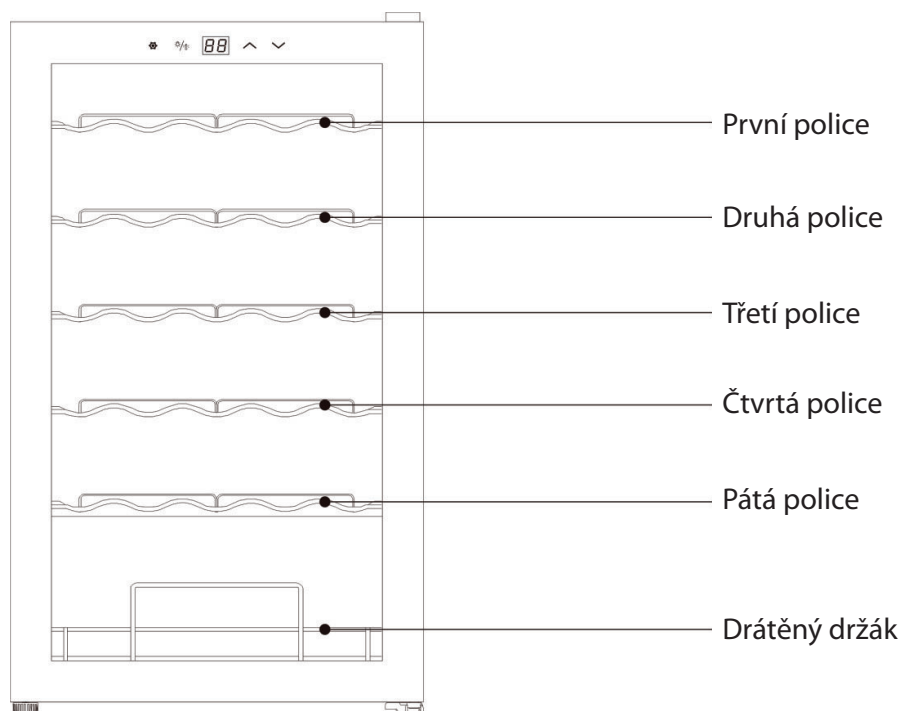 88
První police
Druhá police
Třetí police
Čtvrtá police
Pátá police
Drátěný držák